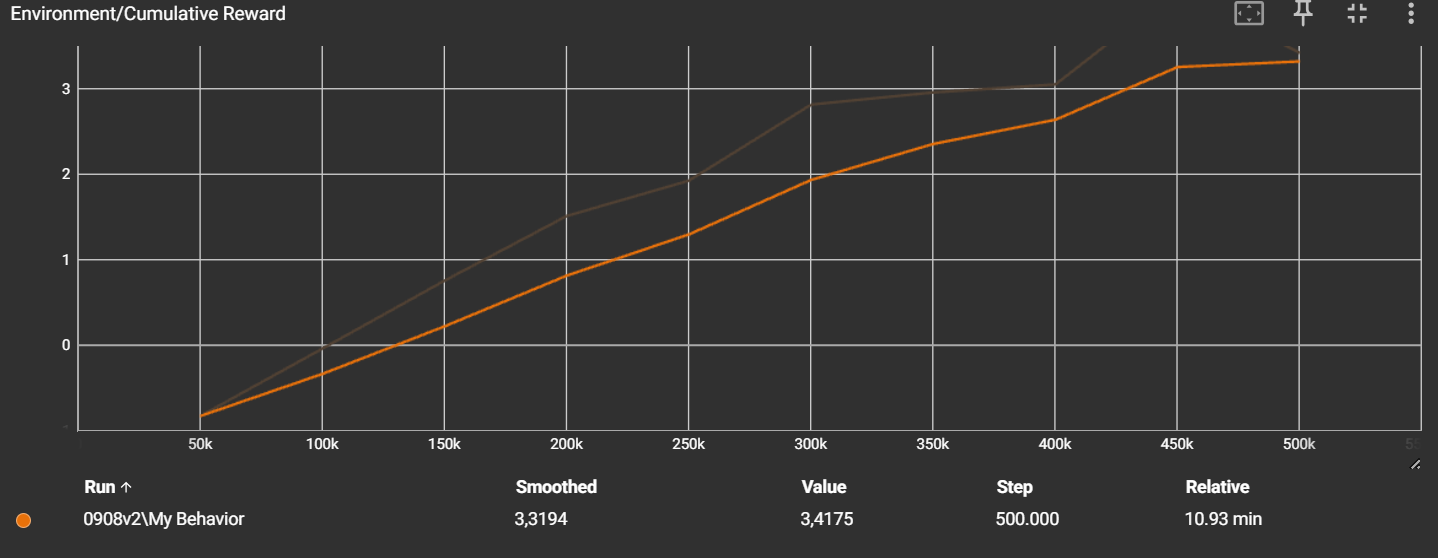 Environment/Cumulative Reward
3
2
1
0
50k 100k 150k 200k 250k 300k 350k 400k 450k 500k
Run ↑ Smoothed Value Step Relative
0908v2\My Behavior 3,3194 3,4175 500.000 10.93 min